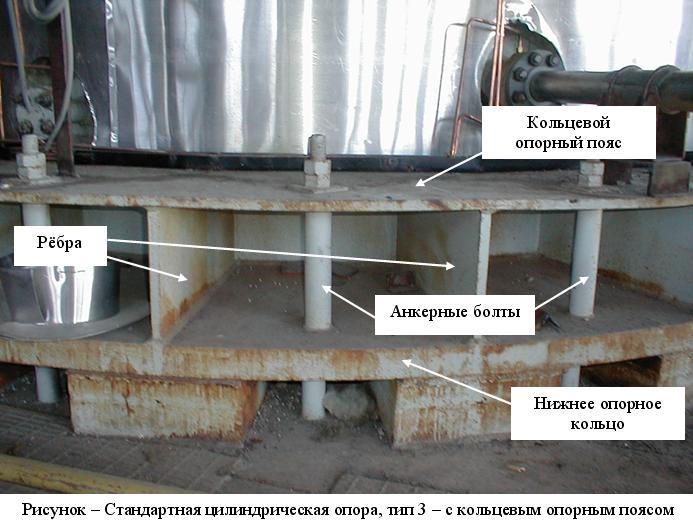 Кольцевой
опорный пояс
Рёбра
Анкерные болты
Нижнее опорное
кольцо
Рисунок – Стандартная цилиндрическая опора, тип 3 – с кольцевым опорным поясом